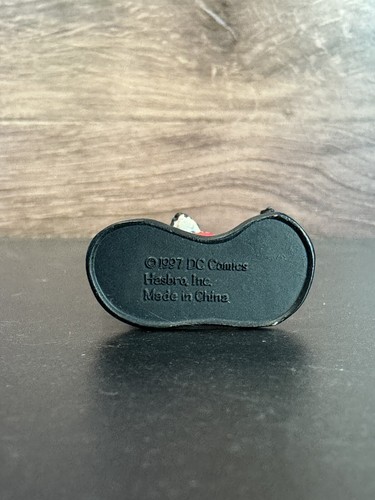 ©1997 DC Comics
Hasbro, Inc.
Made in China